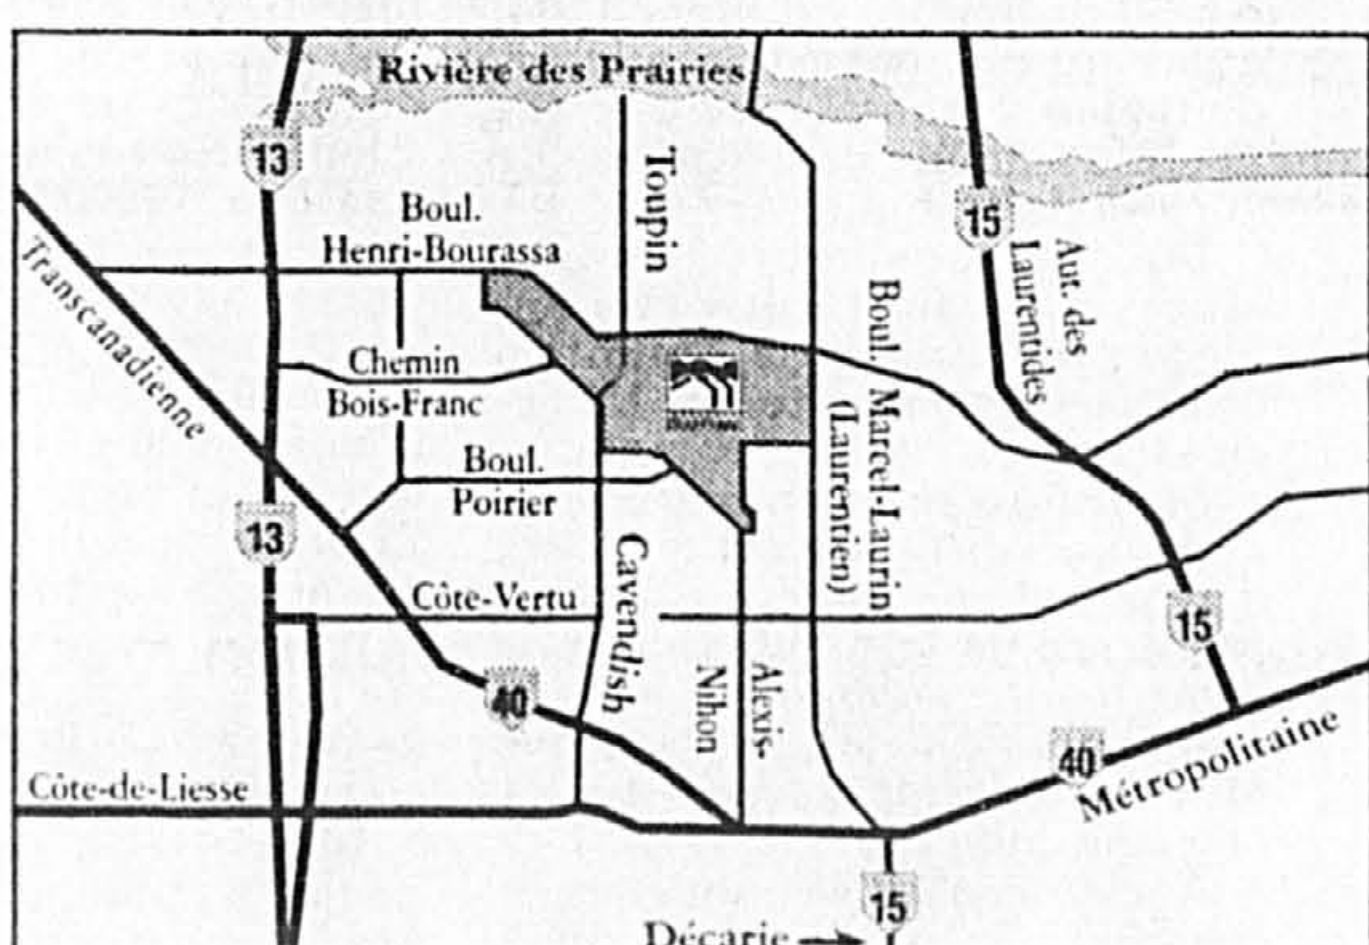 Rivière des Prairies
13
Toupin
15
Boul.
Henri-Bourassa
Transcanadienne
Aut. des
Laurentides
Chemin
Bois-Franc
Boul. Marcel-Laurin
(Laurentien)
Boul.
Poirier
13
Cavendish
Côte-Vertu
15
40
Alexis-
Nihon
40
Métropolitaine
Côte-de-Liesse
15
Décarie